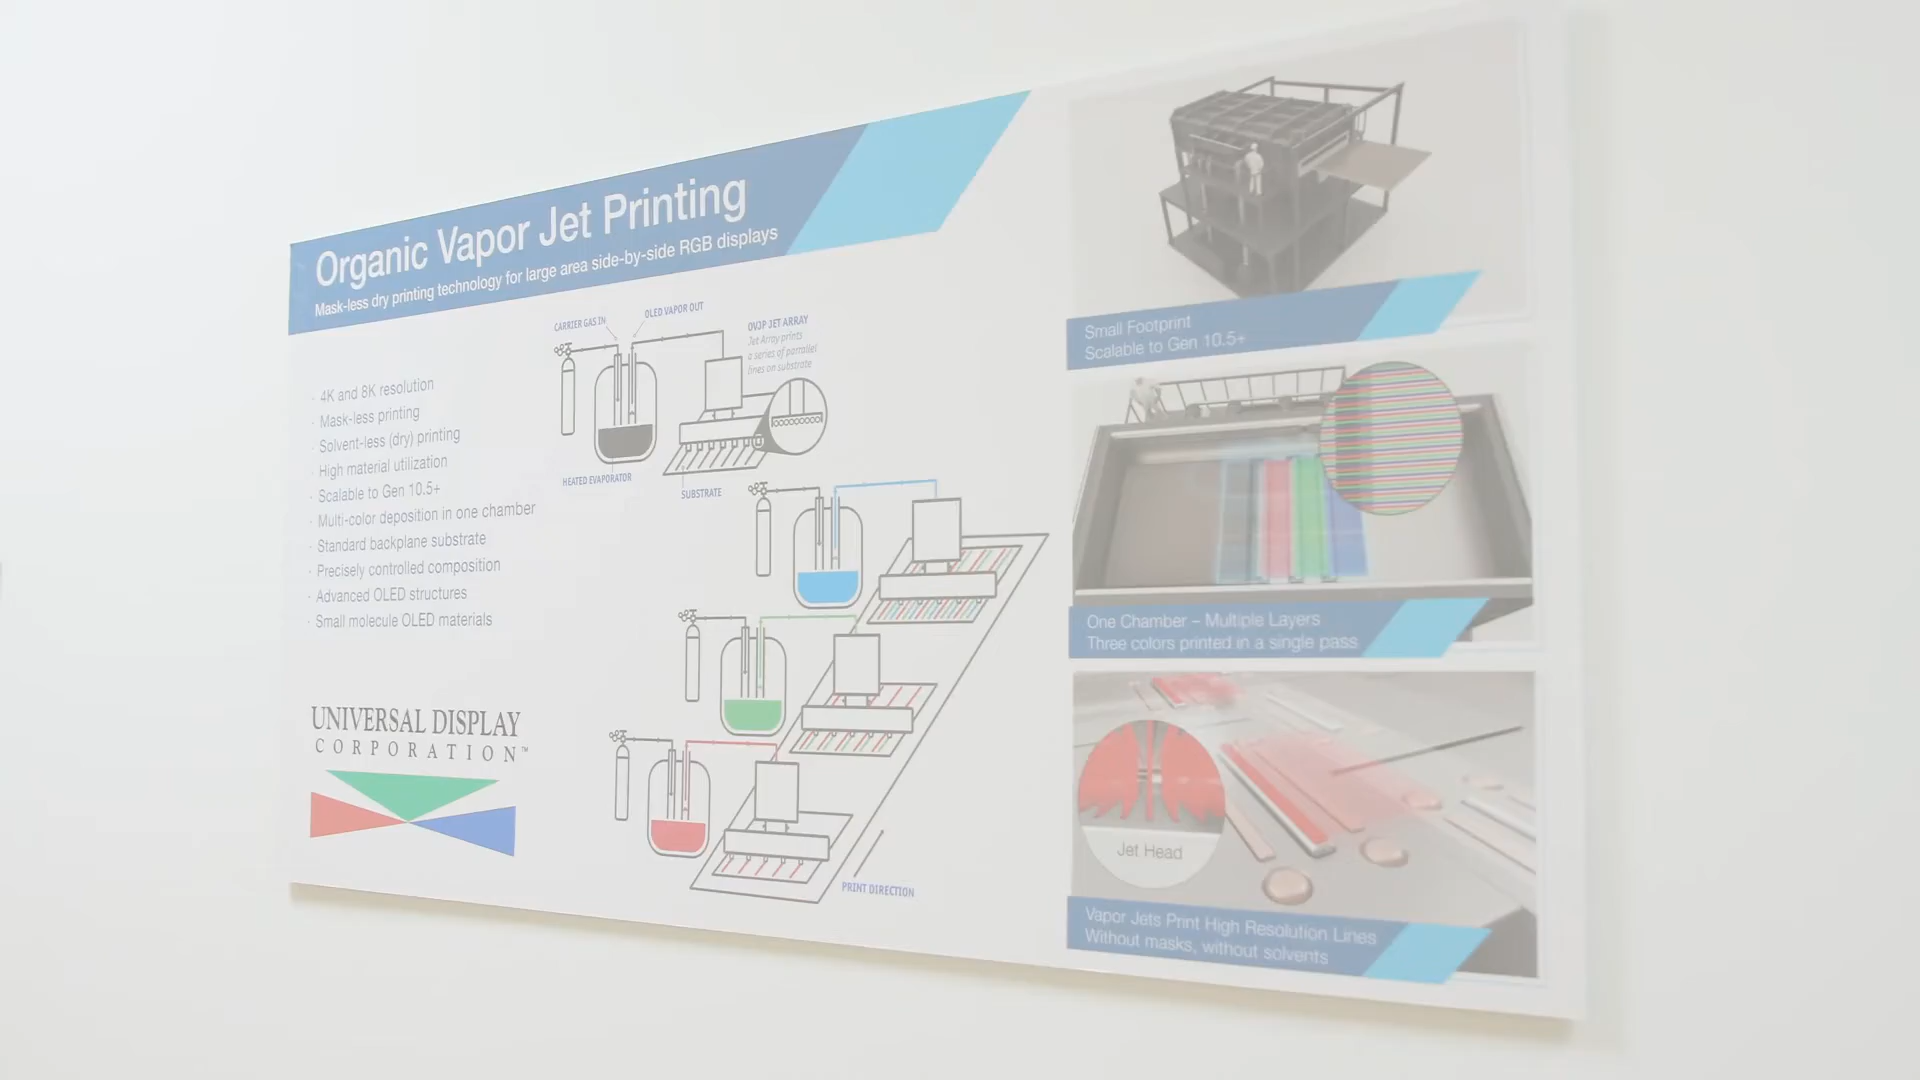 Organic Vapor Jet Printing
Mask-less dry printing technology for large area side-by-side RGB displays
· 4K and 8K resolution
· Mask-less printing
· Solvent-less (dry) printing
· High material utilization
· Scalable to Gen 10.5+
· Multi-color deposition in one chamber
· Standard backplane substrate
· Precisely controlled composition
· Advanced OLED structures
· Small molecule OLED materials
UNIVERSAL DISPLAY
CORPORATION™
CARRIER GAS IN
OLED VAPOR OUT
OVJP JET ARRAY
Jet Array prints
a series of parrallel
lines on substrate
HEATED EVAPORATOR
SUBSTRATE
PRINT DIRECTION
Small Footprint
Scalable to Gen 10.5+
One Chamber – Multiple Layers
Three colors printed in a single pass
Jet Head
Vapor Jets Print High Resolution Lines
Without masks, without solvents